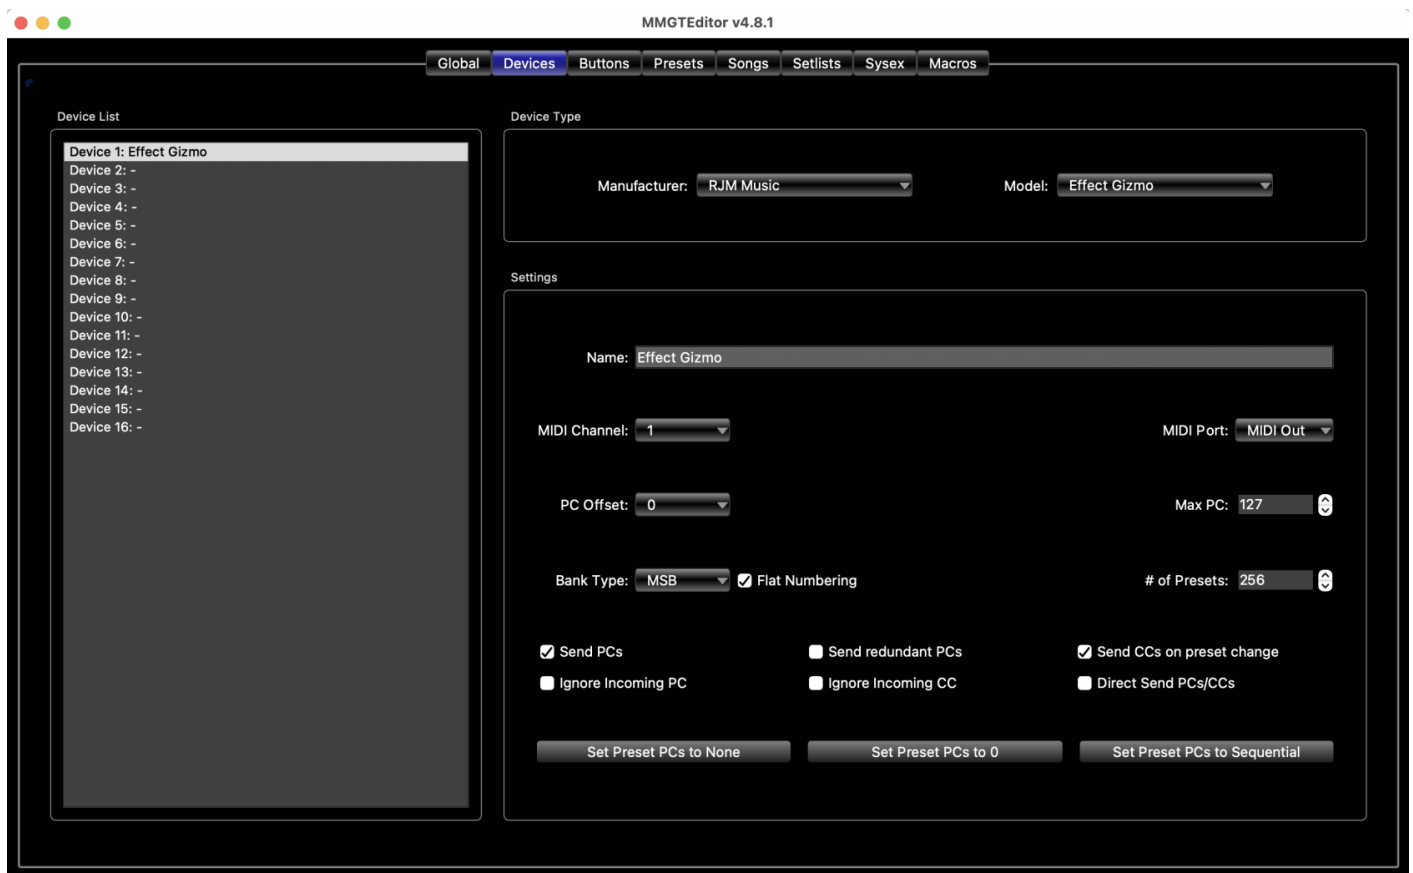 MMGTEditor v4.8.1
Global Devices Buttons Presets Songs Setlists Sysex Macros
Device List
Device 1: Effect Gizmo
Device 2: -
Device 3: -
Device 4: -
Device 5: -
Device 6: -
Device 7: -
Device 8: -
Device 9: -
Device 10: -
Device 11: -
Device 12: -
Device 13: -
Device 14: -
Device 15: -
Device 16: -
Device Type
Manufacturer: RJM Music Model: Effect Gizmo
Settings
Name: Effect Gizmo
MIDI Channel: 1 MIDI Port: MIDI Out
PC Offset: 0 Max PC: 127
Bank Type: MSB Flat Numbering # of Presets: 256
Send PCs Send redundant PCs Send CCs on preset change
Ignore Incoming PC Ignore Incoming CC Direct Send PCs/CCs
Set Preset PCs to None Set Preset PCs to 0 Set Preset PCs to Sequential